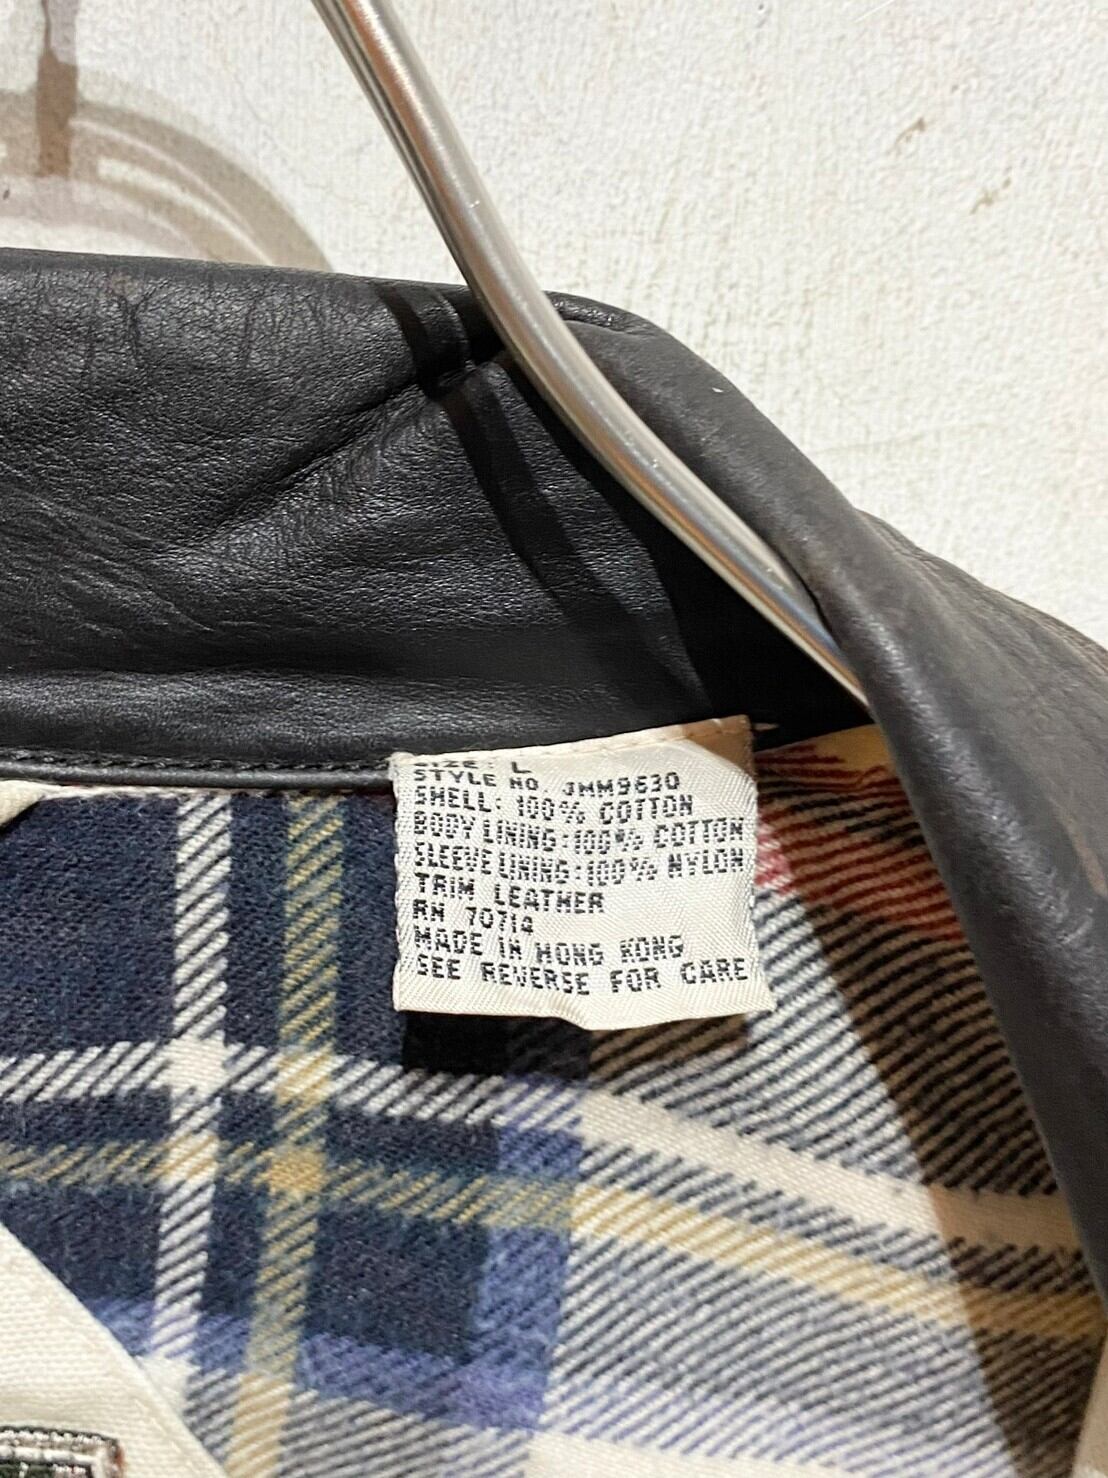 SIZE: L
STYLE NO. JMM9630
SHELL: 100% COTTON
BODY LINING: 100% COTTON
SLEEVE LINING: 100% NYLON
TRIM LEATHER
RN 70714
MADE IN HONG KONG
SEE REVERSE FOR CARE